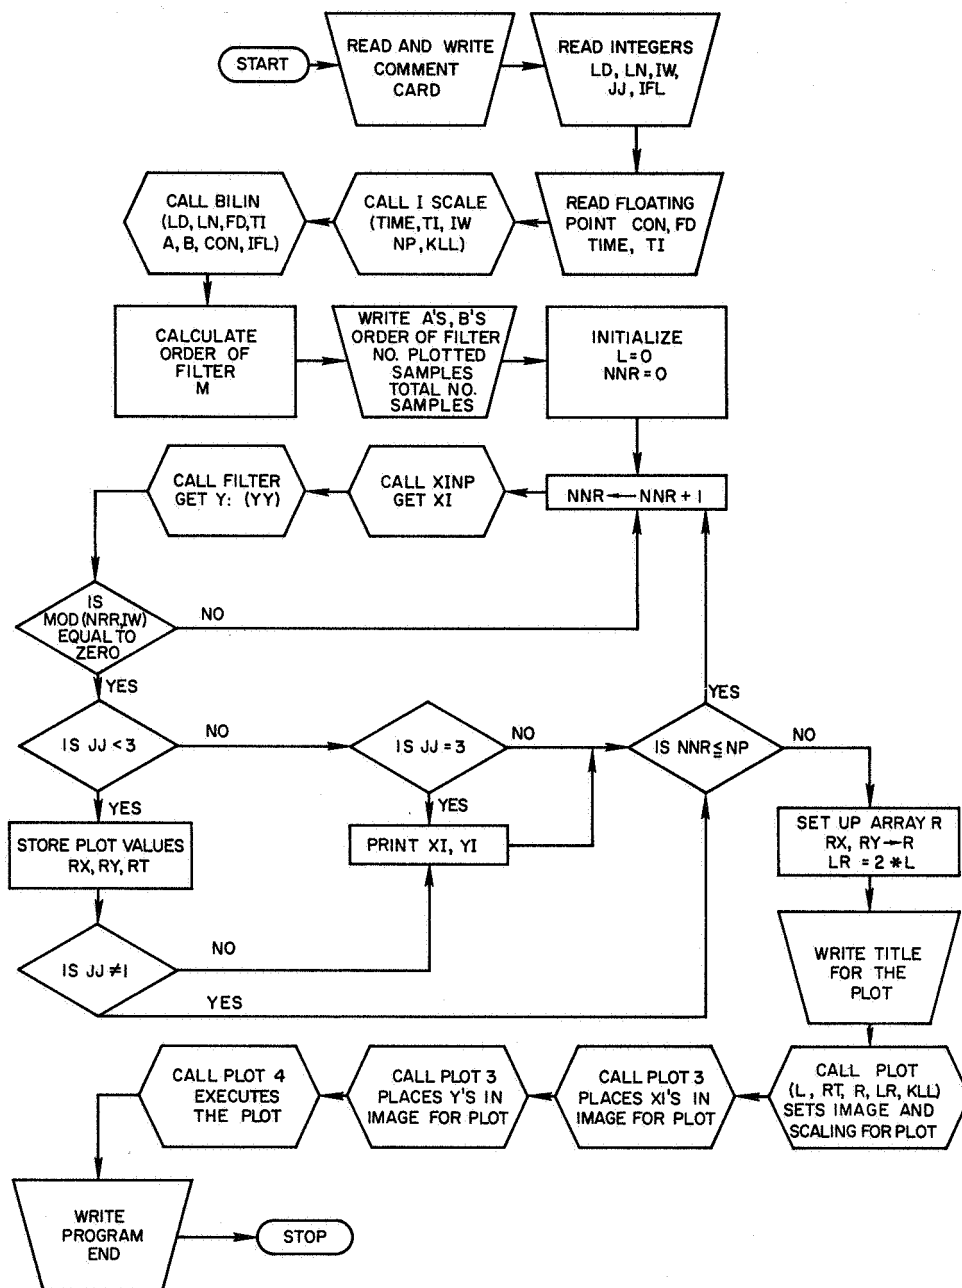 START
READ AND WRITE
COMMENT
CARD
READ INTEGERS
LD, LN, IW,
JJ, IFL
CALL BILIN
(LD, LN, FD, TI
A, B, CON, IFL)
CALL I SCALE
(TIME, TI, IW
NP, KLL)
READ FLOATING
POINT CON, FD
TIME, TI
CALCULATE
ORDER OF
FILTER
M
WRITE A'S, B'S
ORDER OF FILTER
NO. PLOTTED
SAMPLES
TOTAL NO.
SAMPLES
INITIALIZE
L=0
NNR=0
CALL FILTER
GET Y: (YY)
CALL XINP
GET XI
NNR ← NNR + 1
IS
MOD(NRR,IW)
EQUAL TO
ZERO
NO
YES
IS JJ < 3
NO
IS JJ = 3
NO
YES
IS NNR ≦ NP
NO
YES
STORE PLOT VALUES
RX, RY, RT
YES
PRINT XI, YI
SET UP ARRAY R
RX, RY → R
LR = 2 * L
IS JJ ≠ 1
NO
YES
WRITE TITLE
FOR THE
PLOT
CALL PLOT 4
EXECUTES
THE PLOT
CALL PLOT 3
PLACES Y'S IN
IMAGE FOR PLOT
CALL PLOT 3
PLACES XI'S IN
IMAGE FOR PLOT
CALL PLOT
(L, RT, R, LR, KLL)
SETS IMAGE AND
SCALING FOR PLOT
WRITE
PROGRAM
END
STOP